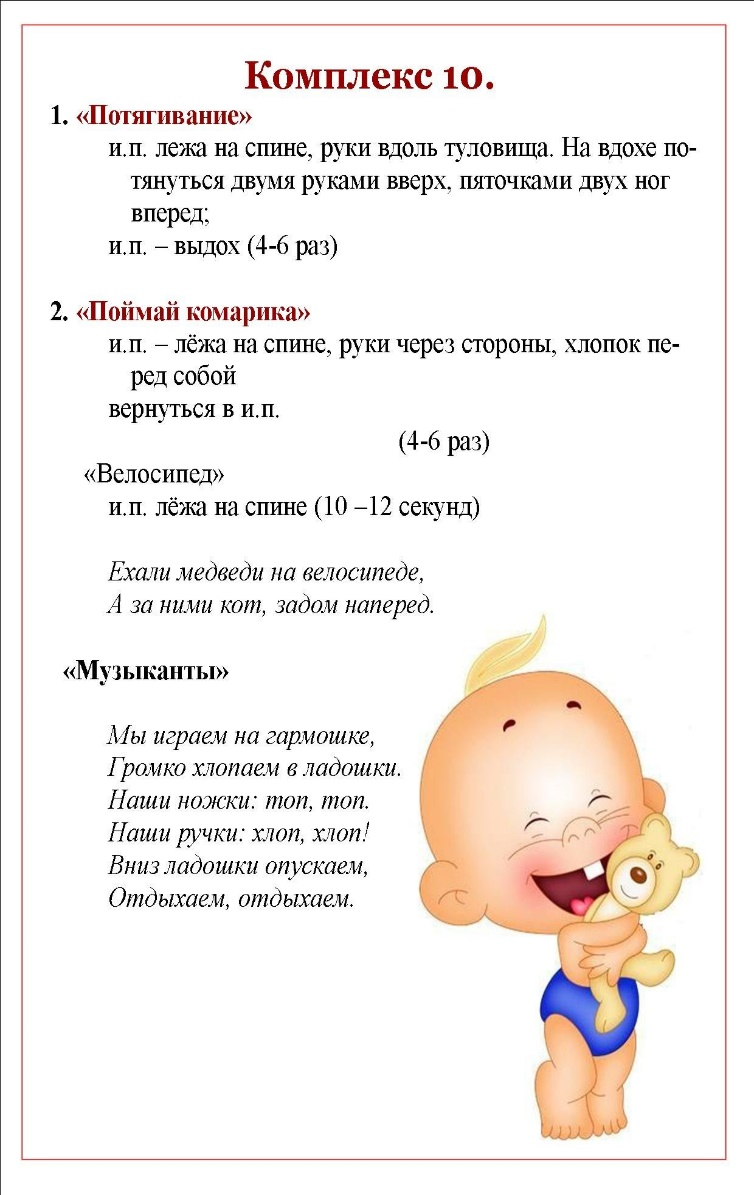 Комплекс 10.
1. «Потягивание»
и.п. лежа на спине, руки вдоль туловища. На вдохе по-
тянуться двумя руками вверх, пяточками двух ног
вперед;
и.п. – выдох (4-6 раз)
2. «Поймай комарика»
и.п. – лёжа на спине, руки через стороны, хлопок пе-
ред собой
вернуться в и.п.
(4-6 раз)
«Велосипед»
и.п. лёжа на спине (10 –12 секунд)
Ехали медведи на велосипеде,
А за ними кот, задом наперед.
«Музыканты»
Мы играем на гармошке,
Громко хлопаем в ладошки.
Наши ножки: топ, топ.
Наши ручки: хлоп, хлоп!
Вниз ладошки опускаем,
Отдыхаем, отдыхаем.